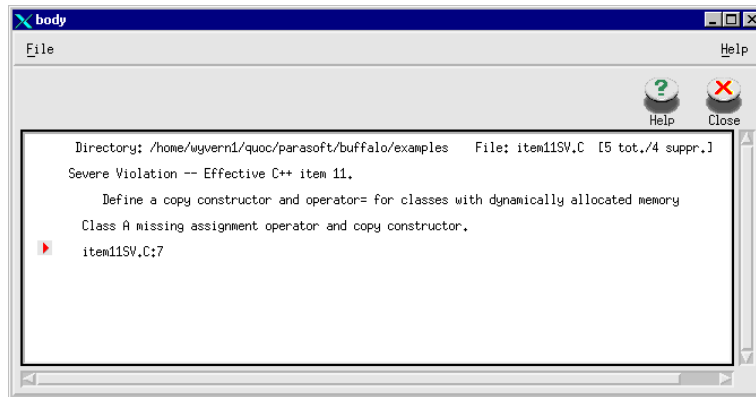 body
File Help
Help Close
Directory: /home/wyvern1/quoc/parasoft/buffalo/examples File: item11SV.C [5 tot./4 suppr.]
Severe Violation -- Effective C++ item 11.
Define a copy constructor and operator= for classes with dynamically allocated memory
Class A missing assignment operator and copy constructor.
item11SV.C:7